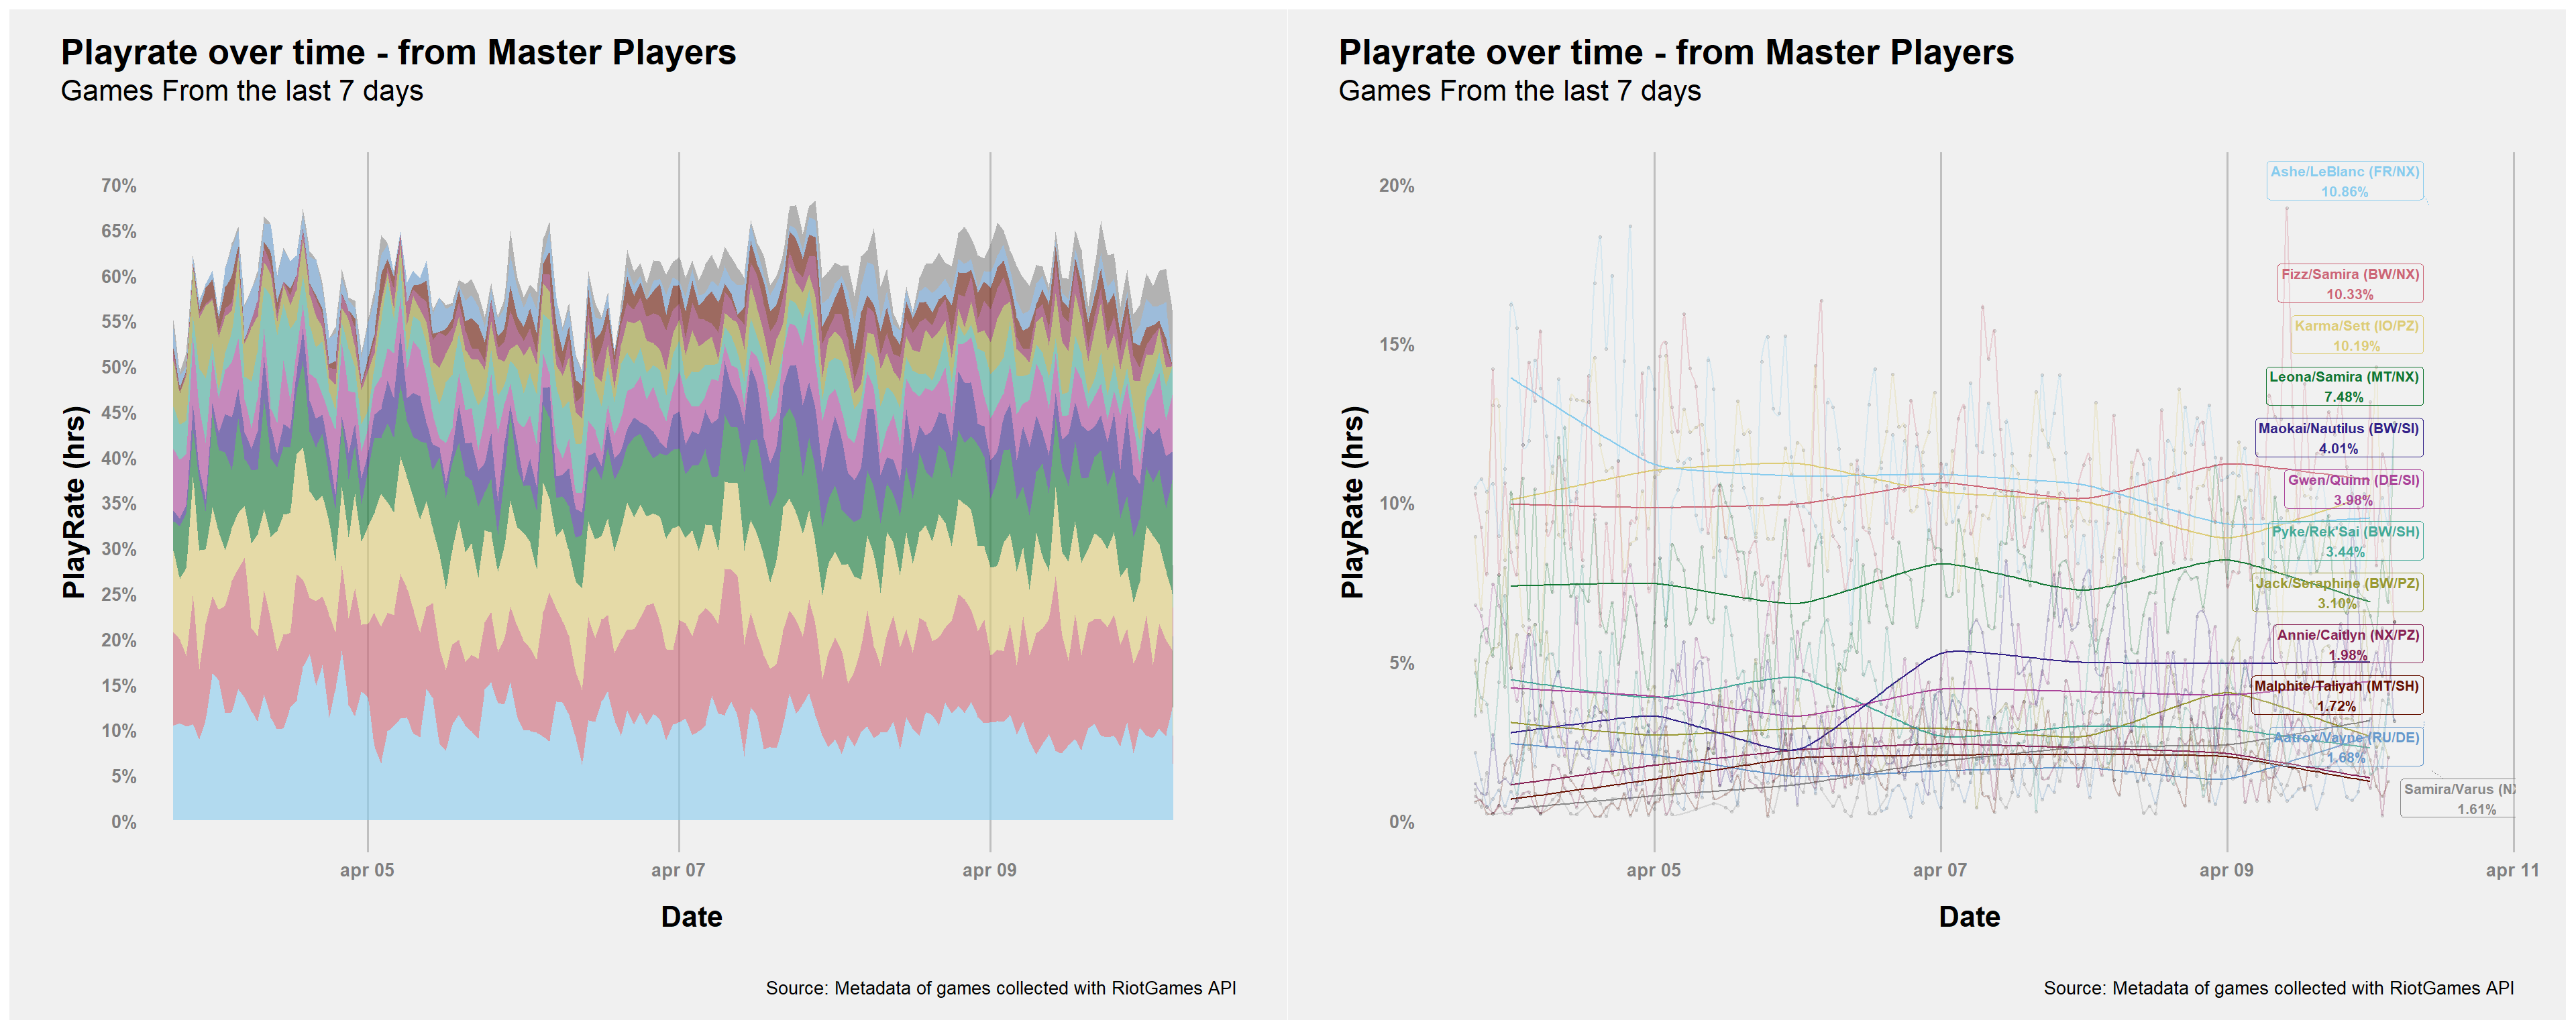 Playrate over time - from Master Players
Games From the last 7 days
PlayRate (hrs)
70%
65%
60%
55%
50%
45%
40%
35%
30%
25%
20%
15%
10%
5%
0%
apr 05
apr 07
apr 09
Date
Source: Metadata of games collected with RiotGames API
Playrate over time - from Master Players
Games From the last 7 days
PlayRate (hrs)
20%
15%
10%
5%
0%
Ashe/LeBlanc (FR/NX)
10.86%
Fizz/Samira (BW/NX)
10.33%
Karma/Sett (IO/PZ)
10.19%
Leona/Samira (MT/NX)
7.48%
Maokai/Nautilus (BW/SI)
4.01%
Gwen/Quinn (DE/SI)
3.98%
Pyke/Rek'Sai (BW/SH)
3.44%
Jack/Seraphine (BW/PZ)
3.10%
Annie/Caitlyn (NX/PZ)
1.98%
Malphite/Taliyah (MT/SH)
1.72%
Aatrox/Vayne (RU/DE)
1.68%
Samira/Varus (NX
1.61%
apr 05
apr 07
apr 09
apr 11
Date
Source: Metadata of games collected with RiotGames API